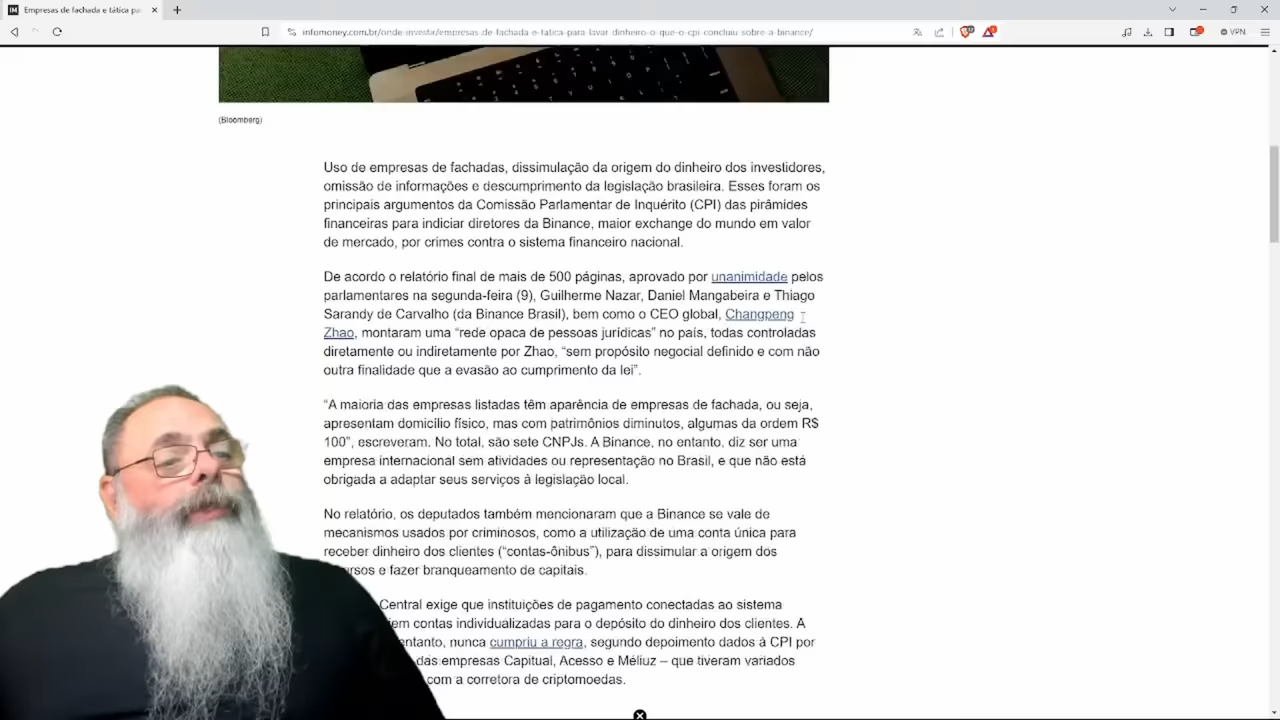 Empresas de fachada e tática pa
infomoney.com.br/onde-investir/empresas-de-fachada-e-tatica-para-lavar-dinheiro-o-que-o-cpi-concluiu-sobre-a-binance/
VPN
(Bloomberg)
Uso de empresas de fachadas, dissimulação da origem do dinheiro dos investidores,
omissão de informações e descumprimento da legislação brasileira. Esses foram os
principais argumentos da Comissão Parlamentar de Inquérito (CPI) das pirâmides
financeiras para indiciar diretores da Binance, maior exchange do mundo em valor
de mercado, por crimes contra o sistema financeiro nacional.
De acordo o relatório final de mais de 500 páginas, aprovado por unanimidade pelos
parlamentares na segunda-feira (9), Guilherme Nazar, Daniel Mangabeira e Thiago
Sarandy de Carvalho (da Binance Brasil), bem como o CEO global, Changpeng
Zhao, montaram uma “rede opaca de pessoas jurídicas” no país, todas controladas
diretamente ou indiretamente por Zhao, “sem propósito negocial definido e com não
outra finalidade que a evasão ao cumprimento da lei”.
“A maioria das empresas listadas têm aparência de empresas de fachada, ou seja,
apresentam domicílio físico, mas com patrimônios diminutos, algumas da ordem R$
100”, escreveram. No total, são sete CNPJs. A Binance, no entanto, diz ser uma
empresa internacional sem atividades ou representação no Brasil, e que não está
obrigada a adaptar seus serviços à legislação local.
No relatório, os deputados também mencionaram que a Binance se vale de
mecanismos usados por criminosos, como a utilização de uma conta única para
receber dinheiro dos clientes (“contas-ônibus”), para dissimular a origem dos
ursos e fazer branqueamento de capitais.
Central exige que instituições de pagamento conectadas ao sistema
em contas individualizadas para o depósito do dinheiro dos clientes. A
entanto, nunca cumpriu a regra, segundo depoimento dados à CPI por
das empresas Capitual, Acesso e Méliuz – que tiveram variados
com a corretora de criptomoedas.